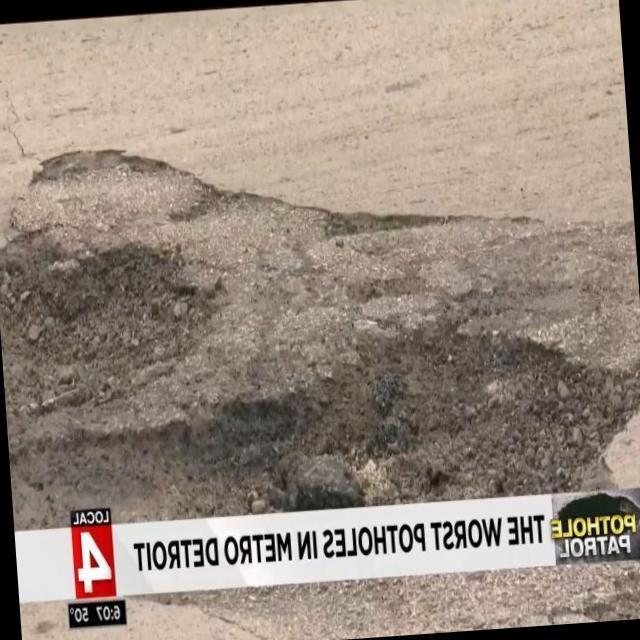 POTHOLE
PATROL
THE WORST POTHOLES IN METRO DETROIT
LOCAL
4
6:07 50°